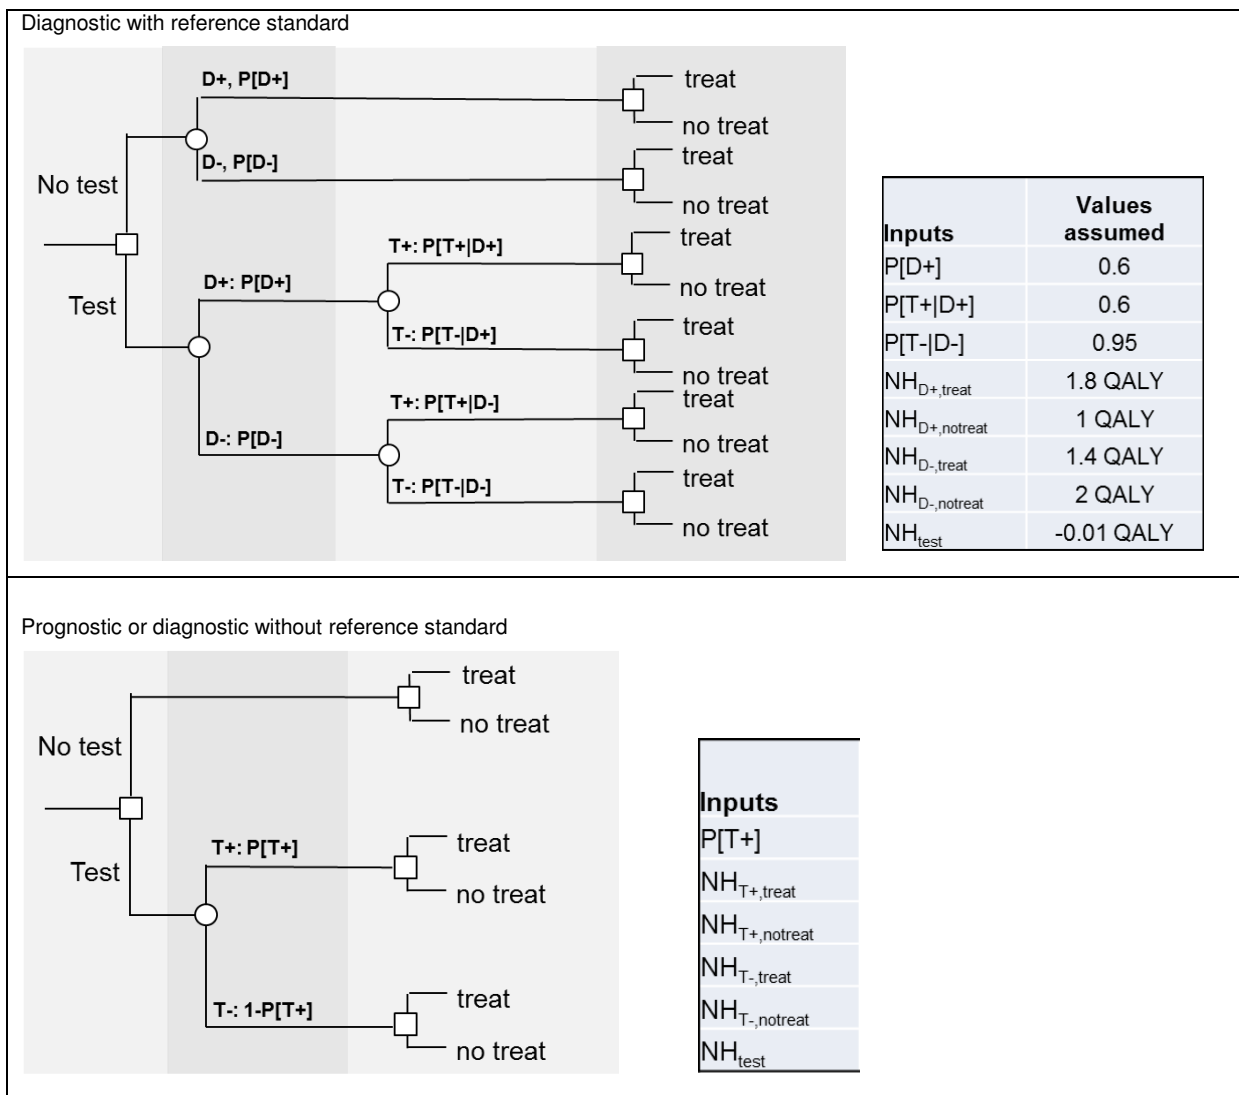 Diagnostic with reference standard
D+, P[D+]
treat
no treat
D-, P[D-]
treat
no treat
No test
Test
T+: P[T+|D+]
treat
no treat
D+: P[D+]
T-: P[T-|D+]
treat
no treat
T+: P[T+|D-]
treat
no treat
D-: P[D-]
T-: P[T-|D-]
treat
no treat
Inputs Values assumed
P[D+] 0.6
P[T+|D+] 0.6
P[T-|D-] 0.95
NHD+,treat 1.8 QALY
NHD+,notreat 1 QALY
NHD-,treat 1.4 QALY
NHD-,notreat 2 QALY
NHtest -0.01 QALY
Prognostic or diagnostic without reference standard
treat
no treat
No test
Test
T+: P[T+]
treat
no treat
T-: 1-P[T+]
treat
no treat
Inputs
P[T+]
NHT+,treat
NHT+,notreat
NHT-,treat
NHT-,notreat
NHtest